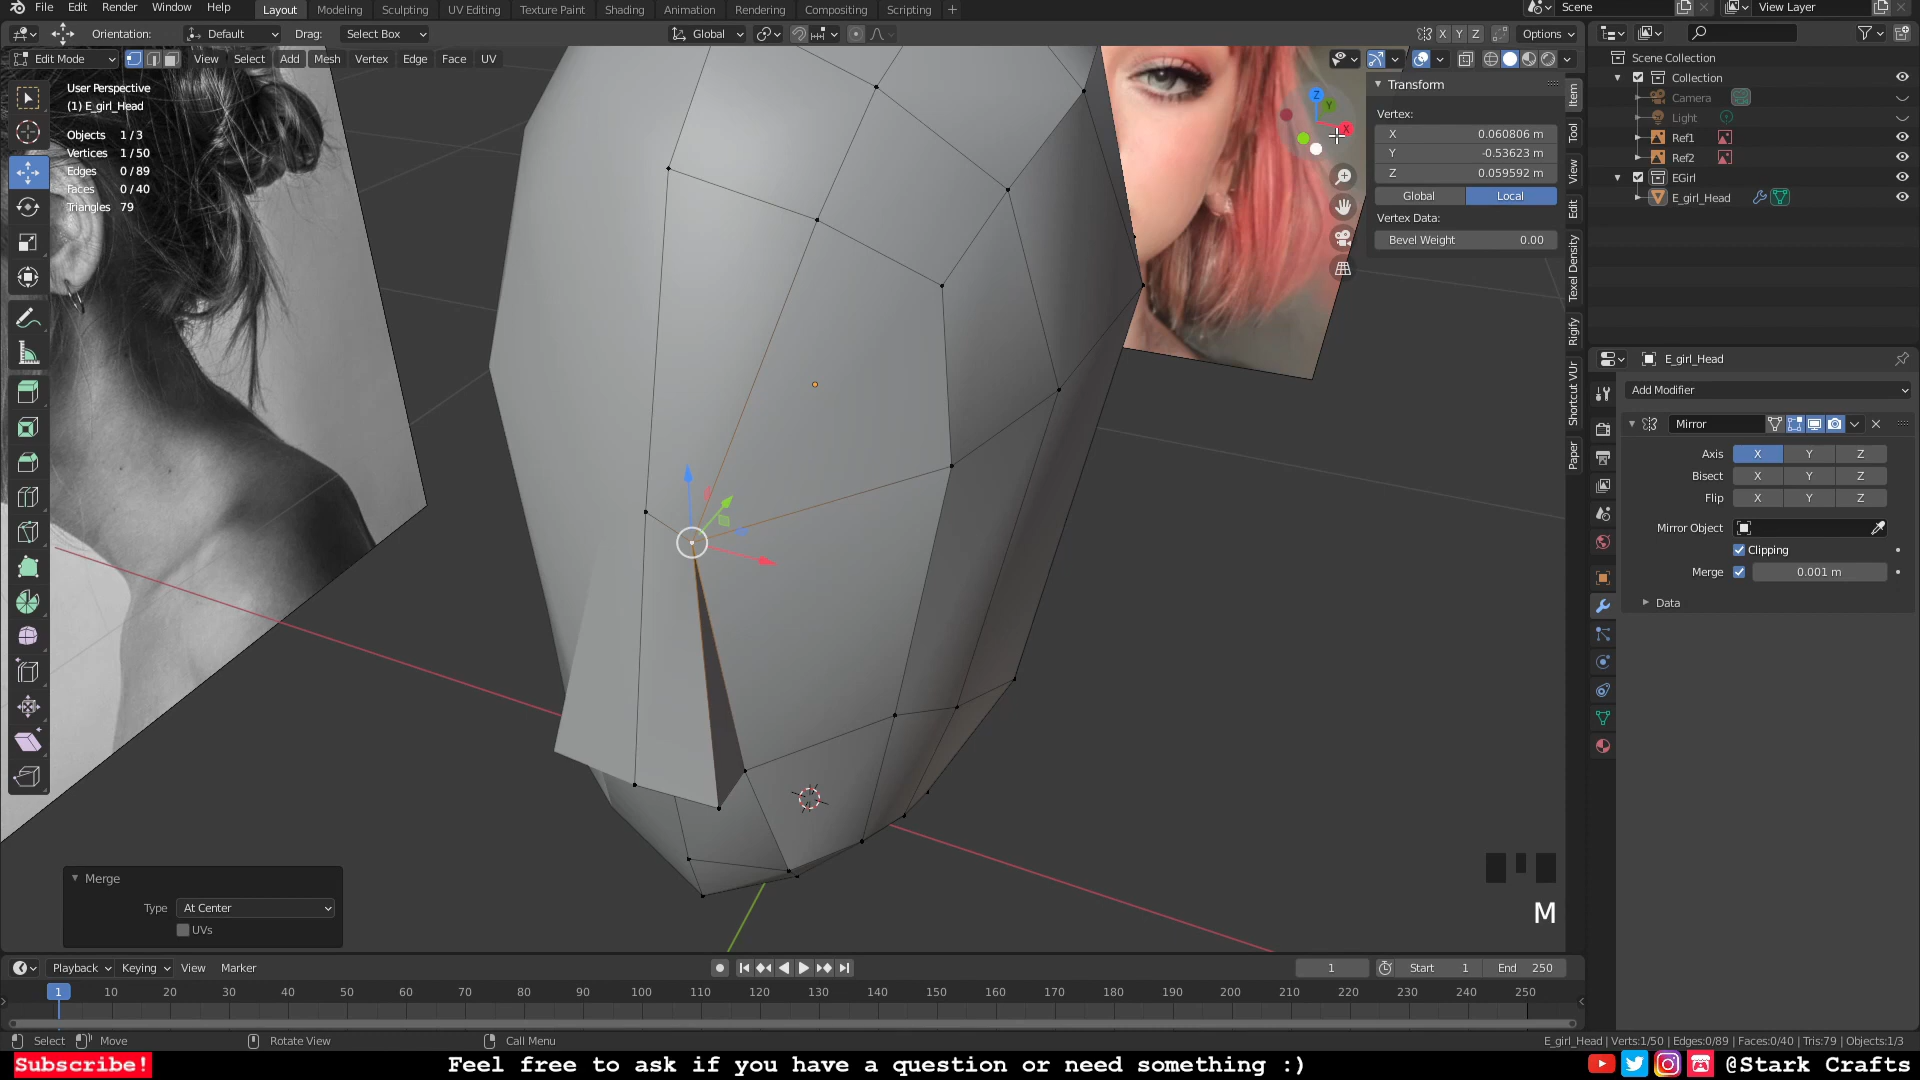 File Edit Render Window Help Layout Modeling Sculpting UV Editing Texture Paint Shading Animation Rendering Compositing Scripting + Scene View Layer
Orientation: Default Drag: Select Box Global X Y Z Options
Edit Mode View Select Add Mesh Vertex Edge Face UV
User Perspective
(1) E_girl_Head
Objects 1/3
Vertices 1/50
Edges 0/89
Faces 0/40
Triangles 79
Z
Y
X
Transform
Vertex:
X 0.060806 m
Y -0.53623 m
Z 0.059592 m
Global Local
Vertex Data:
Bevel Weight 0.00
Item
Tool
View
Edit
Texel Density
Rigify
Shortcut VUr
Paper
Scene Collection
Collection
Camera
Light
Ref1
Ref2
EGirl
E_girl_Head
E_girl_Head
Add Modifier
Mirror
Axis X Y Z
Bisect X Y Z
Flip X Y Z
Mirror Object
Clipping
Merge 0.001 m
Data
Merge
Type At Center
UVs
M
Playback Keying View Marker 1 Start 1 End 250
1 10 20 30 40 50 60 70 80 90 100 110 120 130 140 150 160 170 180 190 200 210 220 230 240 250
Select Move Rotate View Call Menu E_girl_Head | Verts:1/50 | Edges:0/89 | Faces:0/40 | Tris:79 | Objects:1/3
Subscribe! Feel free to ask if you have a question or need something :) @Stark Crafts